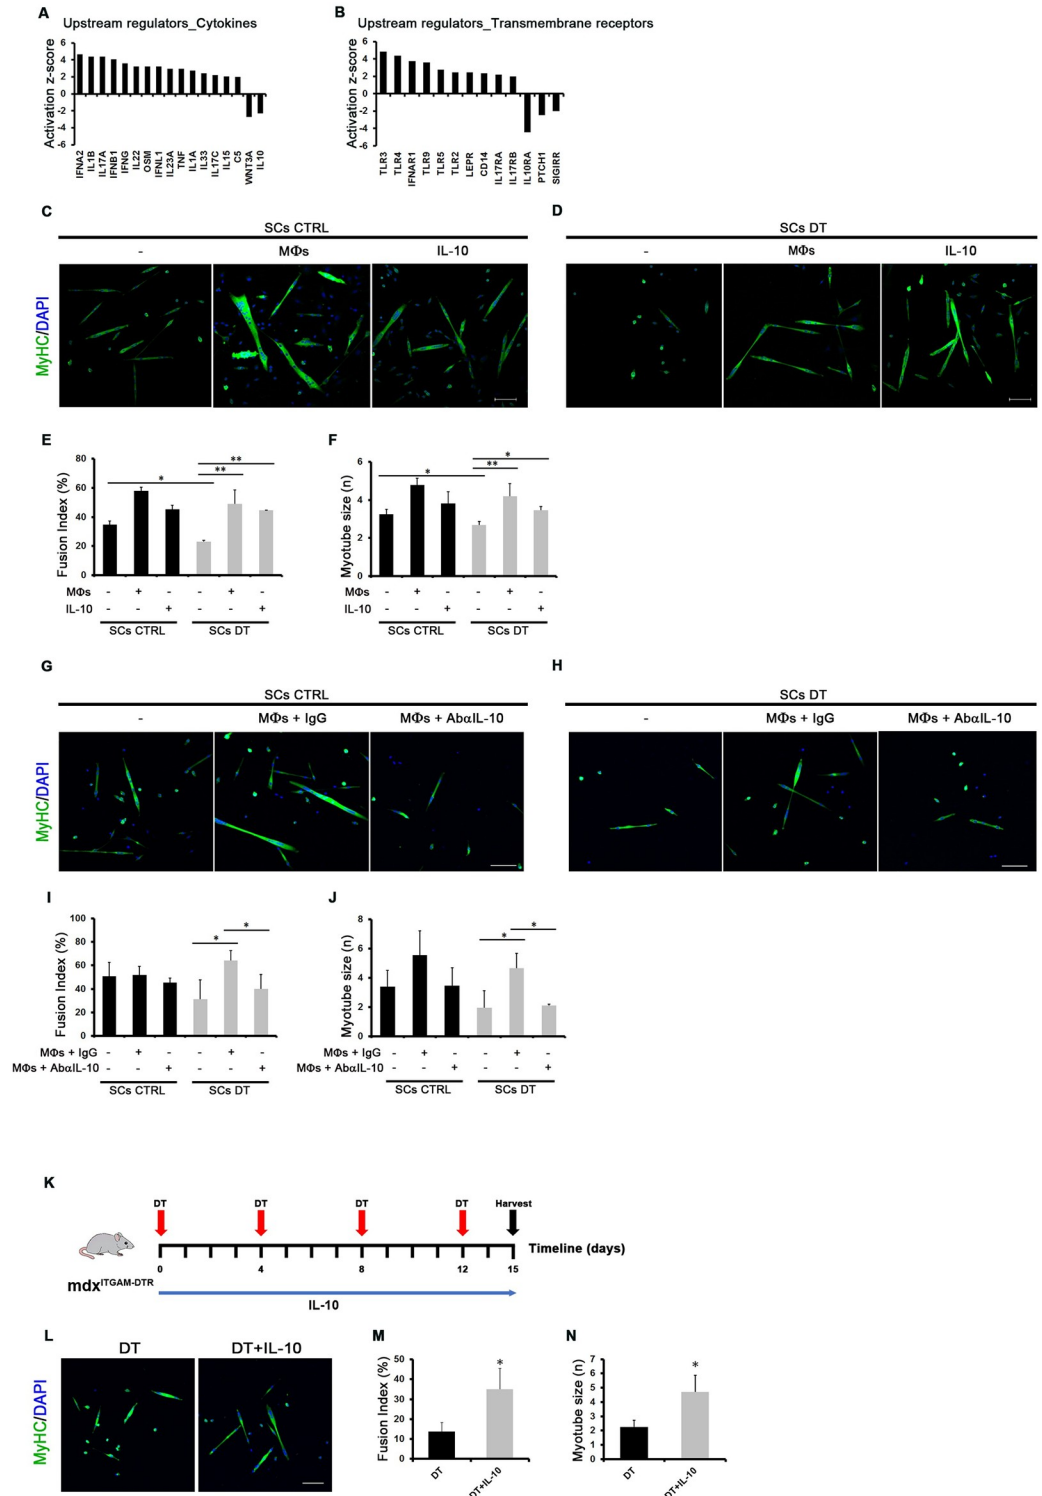 A
Upstream regulators_Cytokines
Activation z-score
6
4
2
0
-2
-4
-6
IFNA2
IL1B
IL17A
IFNB1
IFNG
IL22
OSM
IFNL1
IL23A
TNF
IL1A
IL33
IL17C
IL15
C5
WNT3A
IL10
B
Upstream regulators_Transmembrane receptors
Activation z-score
6
4
2
0
-2
-4
-6
TLR3
TLR4
IFNAR1
TLR9
TLR5
TLR2
LEPR
CD14
IL17RA
IL17RB
IL10RA
PTCH1
SIGIRR
C
SCs CTRL
- MΦs IL-10
MyHC/DAPI
D
SCs DT
- MΦs IL-10
E
Fusion Index (%)
80
60
40
20
0
* ** **
MΦs - + - - + -
IL-10 - - + - - +
SCs CTRL SCs DT
F
Myotube size (n)
6
4
2
0
* ** *
MΦs - + - - + -
IL-10 - - + - - +
SCs CTRL SCs DT
G
SCs CTRL
- MΦs + IgG MΦs + AbαIL-10
MyHC/DAPI
H
SCs DT
- MΦs + IgG MΦs + AbαIL-10
I
Fusion Index (%)
100
80
60
40
20
0
* *
MΦs + IgG - + - - + -
MΦs + AbαIL-10 - - + - - +
SCs CTRL SCs DT
J
Myotube size (n)
8
6
4
2
0
* *
MΦs + IgG - + - - + -
MΦs + AbαIL-10 - - + - - +
SCs CTRL SCs DT
K
DT DT DT DT Harvest
Timeline (days)
0 4 8 12 15
mdxITGAM-DTR
IL-10
L
DT DT+IL-10
MyHC/DAPI
M
Fusion Index (%)
50
40
30
20
10
0
*
DT DT+IL-10
N
Myotube size (n)
7
6
5
4
3
2
1
0
*
DT DT+IL-10